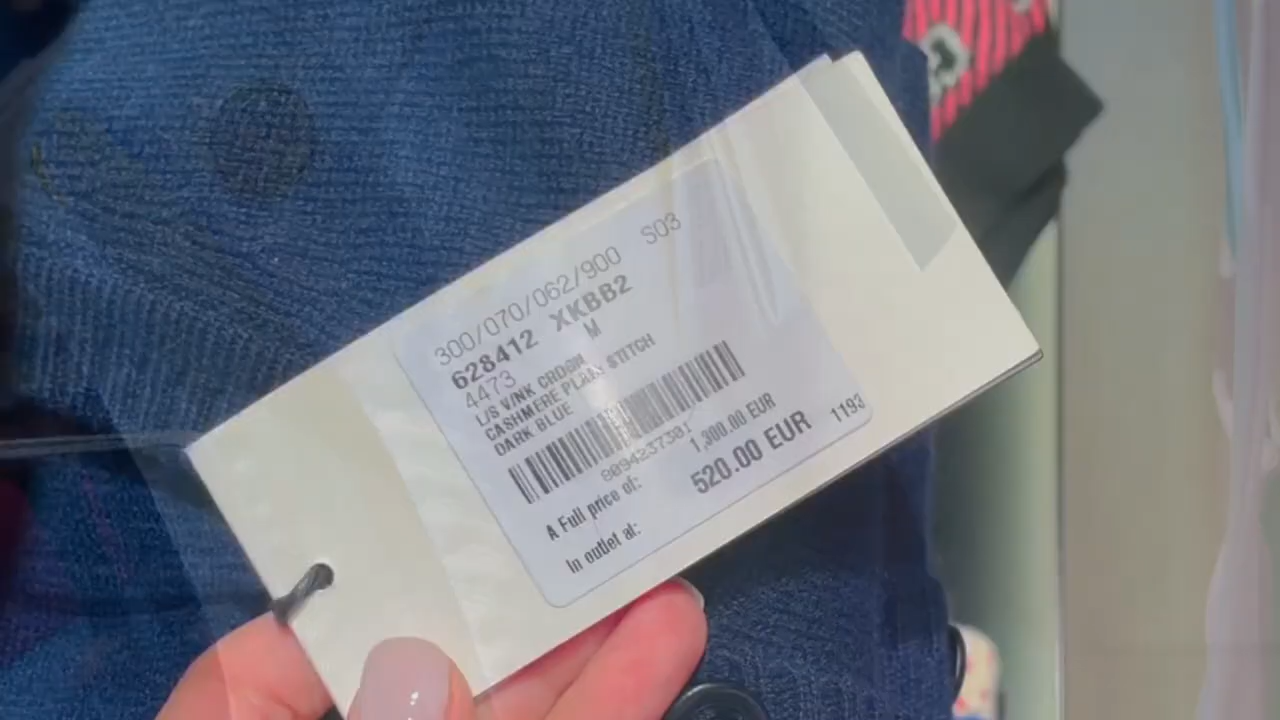 300/070/062/900 S03
628412 XKBB2
4473 M
L/S V/NK CRDGN
CASHMERE PLAIN STITCH
DARK BLUE
8094237301
A Full price of: 1,300.00 EUR
In outlet at: 520.00 EUR 1193